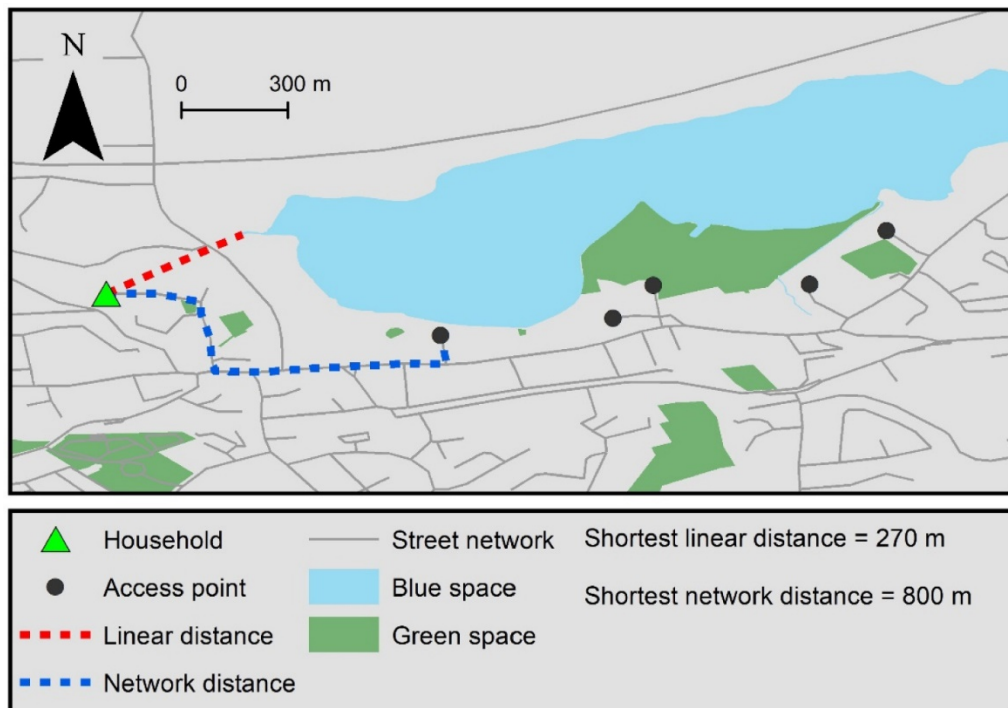 N
0 300 m
Household
Access point
Linear distance
Network distance
Street network
Blue space
Green space
Shortest linear distance = 270 m
Shortest network distance = 800 m